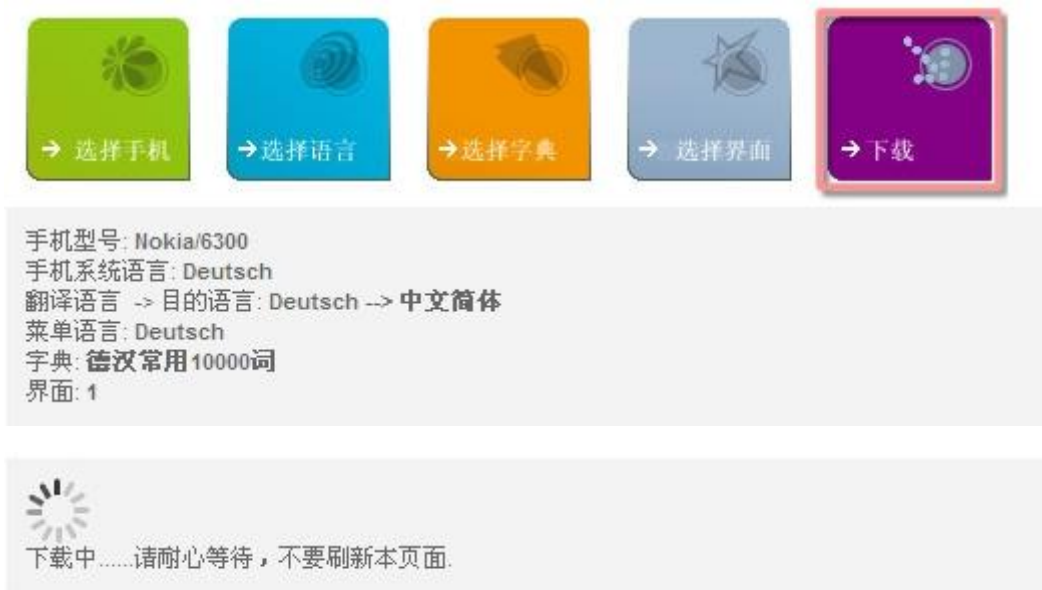 → 选择手机
→选择语言
→选择字典
→ 选择界面
→下载
手机型号: Nokia/6300
手机系统语言: Deutsch
翻译语言 -> 目的语言: Deutsch --> 中文简体
菜单语言: Deutsch
字典: 德汉常用10000词
界面: 1
下载中......请耐心等待，不要刷新本页面.